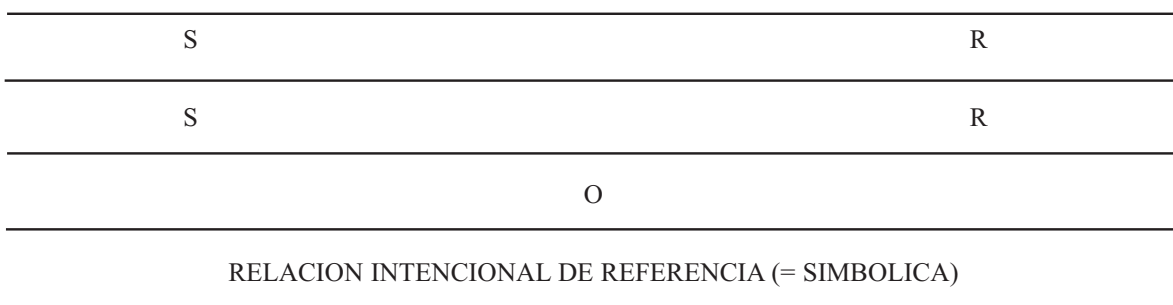 S R
S R
O
RELACION INTENCIONAL DE REFERENCIA (= SIMBOLICA)